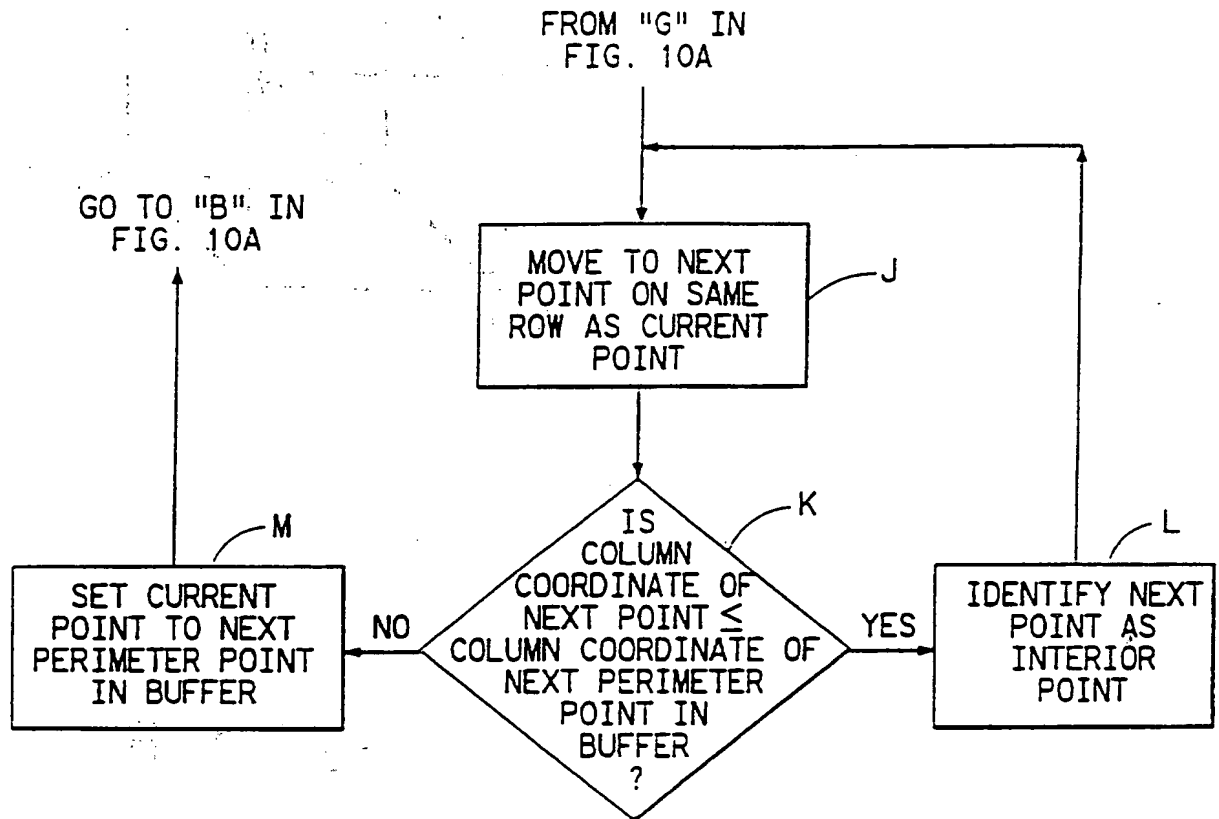 FROM "G" IN
FIG. 10A
GO TO "B" IN
FIG. 10A
MOVE TO NEXT
POINT ON SAME
ROW AS CURRENT
POINT
J
IS
COLUMN
COORDINATE OF
NEXT POINT ≤
COLUMN COORDINATE OF
NEXT PERIMETER
POINT IN
BUFFER
?
K
NO
YES
M
SET CURRENT
POINT TO NEXT
PERIMETER POINT
IN BUFFER
L
IDENTIFY NEXT
POINT AS
INTERIOR
POINT